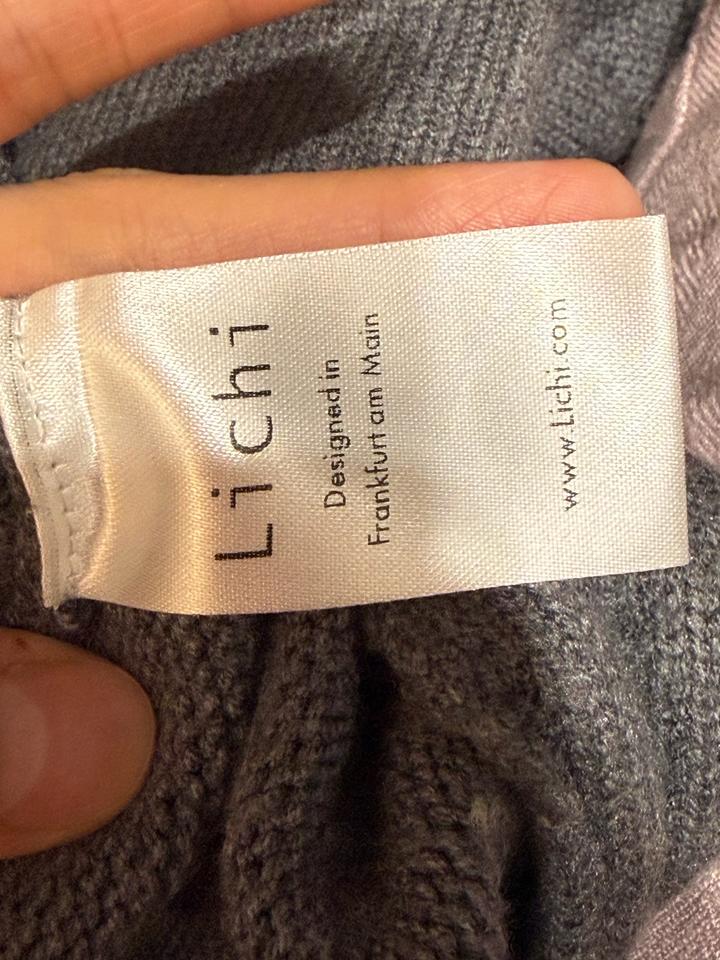 Lichi
Designed in
Frankfurt am Main
www.Lichi.com